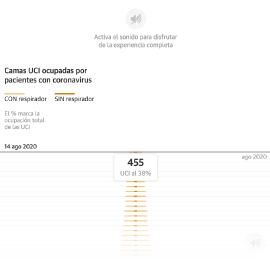 Activa el sonido para disfrutar
de la experiencia completa
Camas UCI ocupadas por
pacientes con coronavirus
CON respirador SIN respirador
El % marca la
ocupación total
de las UCI
14 ago 2020
ago 2020
455
UCI al 38%